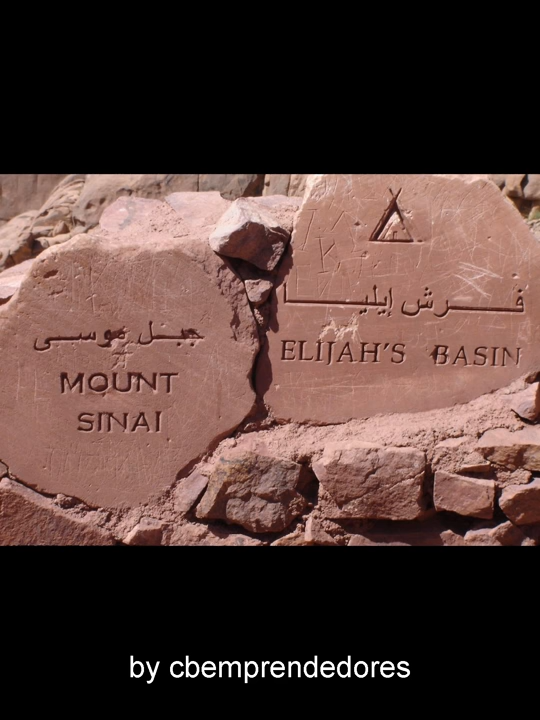 جبل موسى
MOUNT
SINAI
فرش إيليا
ELIJAH'S BASIN
by cbemprendedores